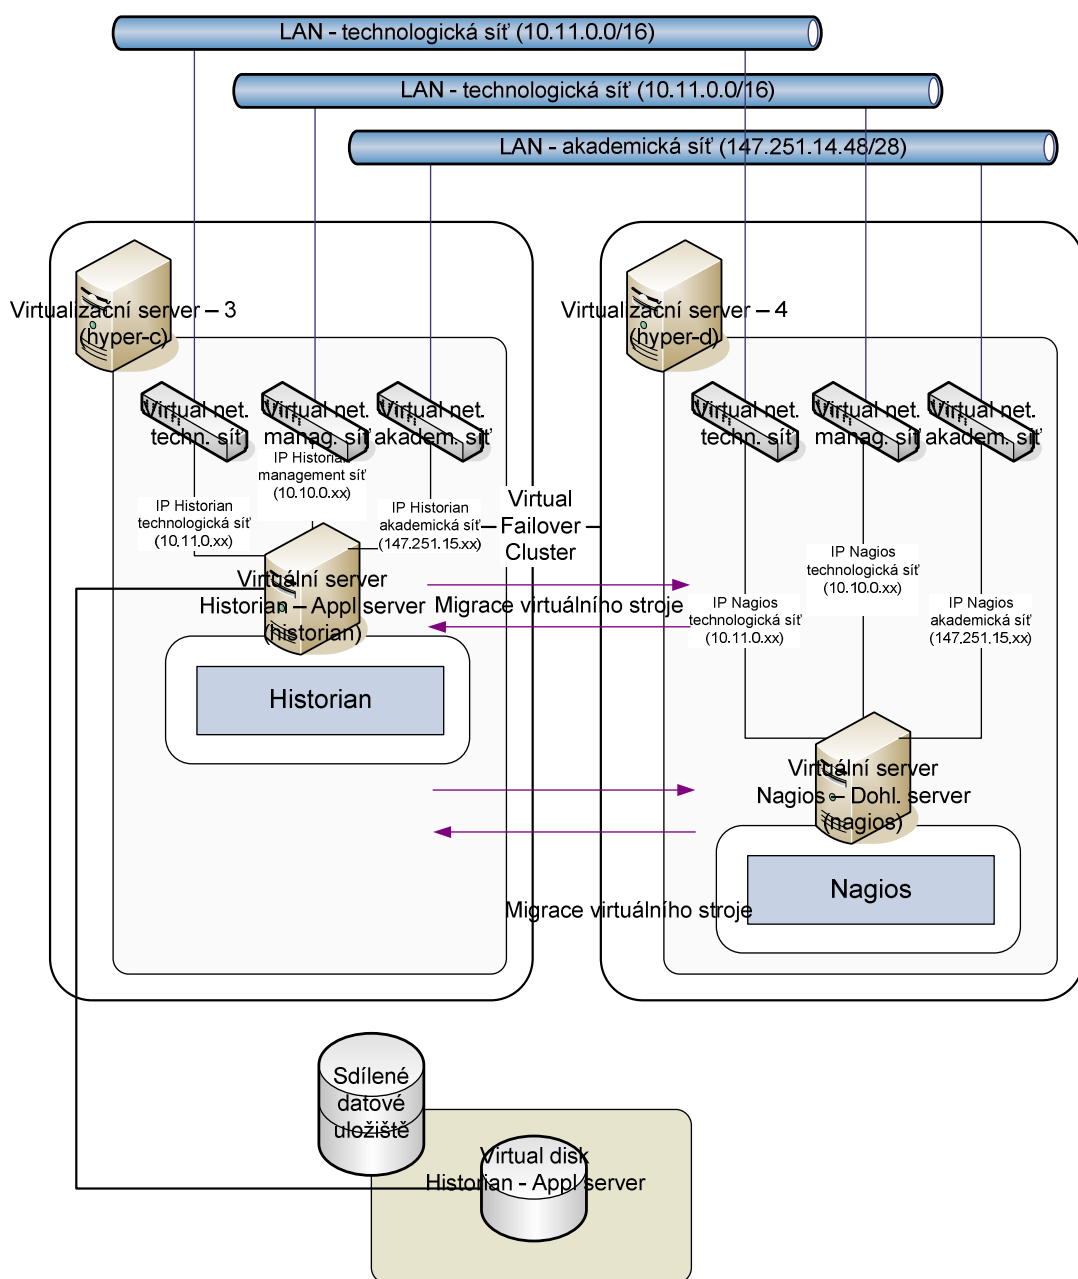 LAN - technologická síť (10.11.0.0/16)
LAN - technologická síť (10.11.0.0/16)
LAN - akademická síť (147.251.14.48/28)
Virtualizační server – 3
(hyper-c)
Virtualizační server – 4
(hyper-d)
Virtual net.
techn. síť
Virtual net.
manag. síť
Virtual net.
akadem. síť
Virtual net.
techn. síť
Virtual net.
manag. síť
Virtual net.
akadem. síť
IP Historian
management síť
(10.10.0.xx)
IP Historian
technologická síť
(10.11.0.xx)
IP Historian
akademická síť
(147.251.15.xx)
Virtual
Failover
Cluster
IP Nagios
technologická síť
(10.10.0.xx)
IP Nagios
technologická síť
(10.11.0.xx)
IP Nagios
akademická síť
(147.251.15.xx)
Virtuální server
Historian – Appl server
(historian)
Migrace virtuálního stroje
Historian
Virtuální server
Nagios – Dohl. server
(nagios)
Nagios
Migrace virtuálního stroje
Sdílené
datové
uložiště
Virtual disk
Historian - Appl server